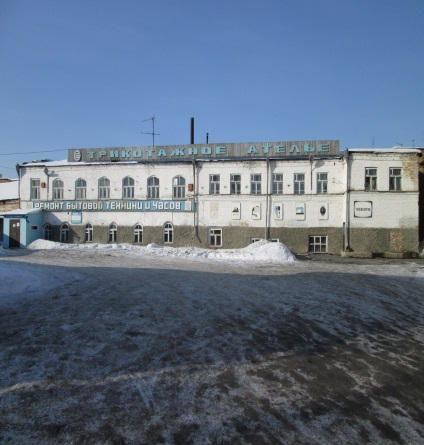 ТРИКОТАЖНОЕ АТЕЛЬЕ
РЕМОНТ БЫТОВОЙ ТЕХНИКИ И ЧАСОВ